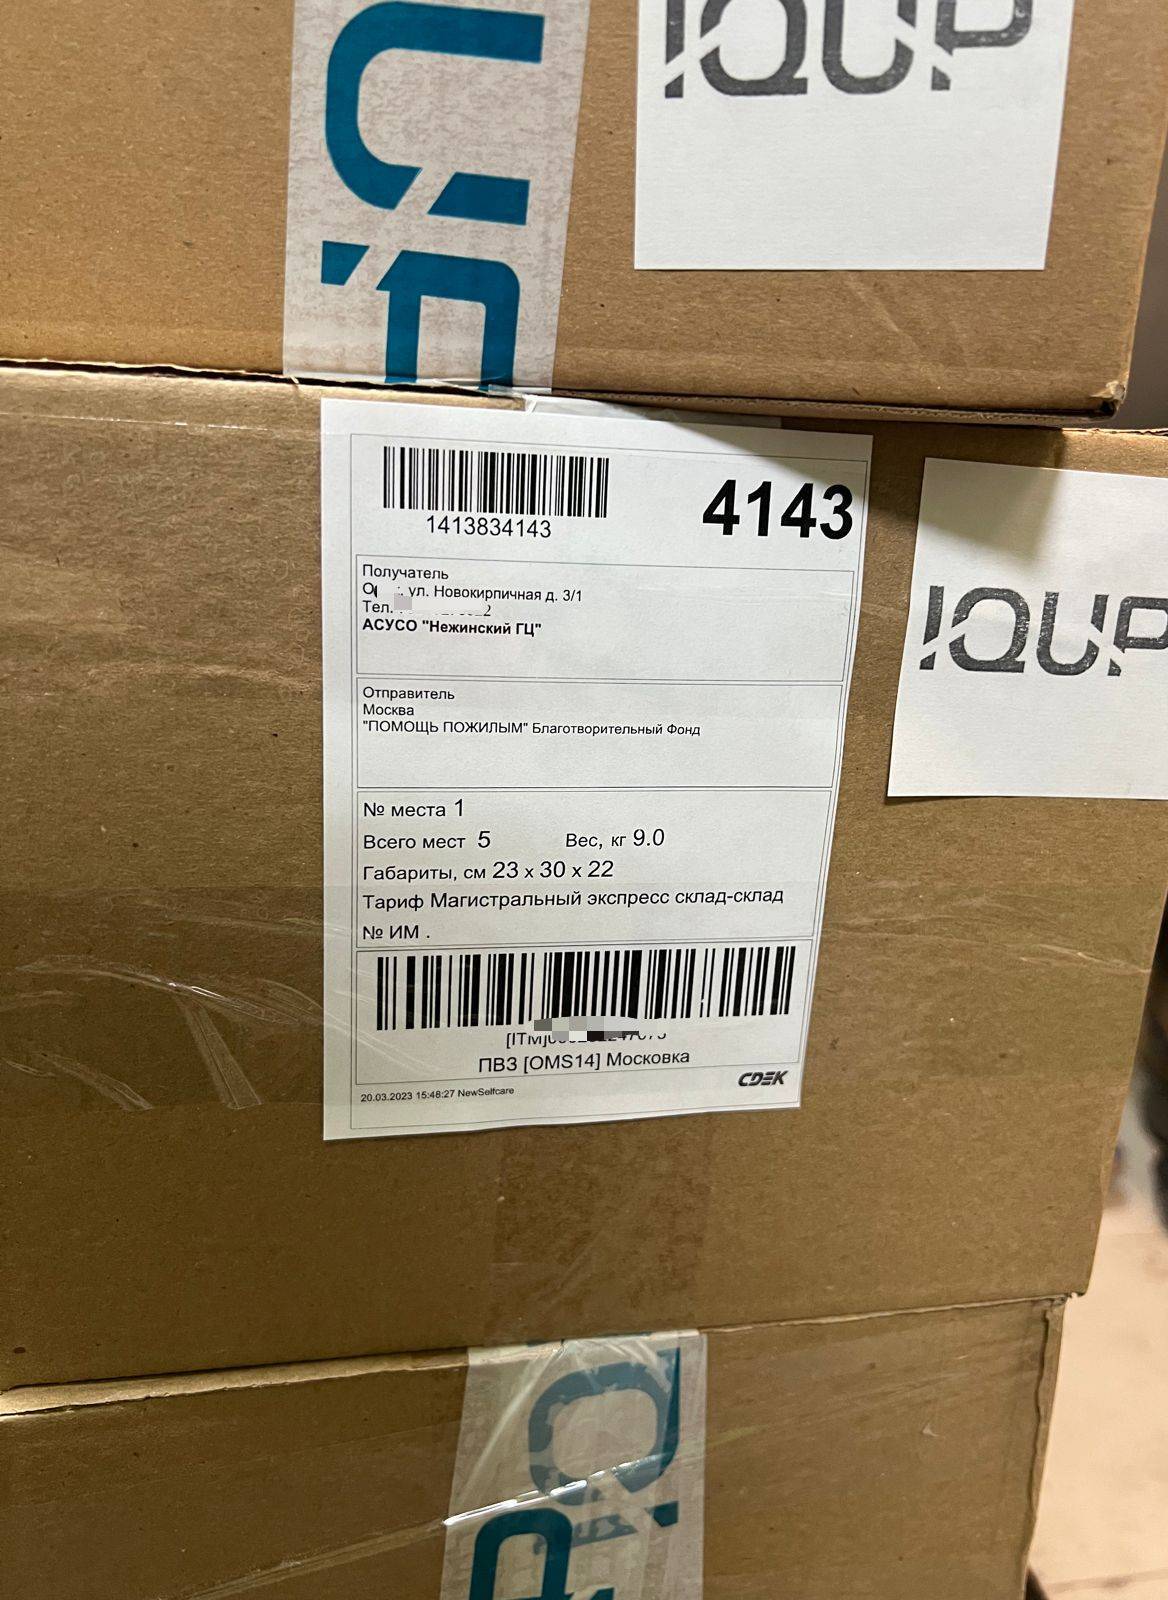 IQUP
1413834143
4143
Получатель
ул. Новокирпичная д. 3/1
Тел.
АСУСО "Нежинский ГЦ"
Отправитель
Москва
"ПОМОЩЬ ПОЖИЛЫМ" Благотворительный Фонд
IQUP
№ места 1
Всего мест 5 Вес, кг 9.0
Габариты, см 23 x 30 x 22
Тариф Магистральный экспресс склад-склад
№ ИМ .
ПВЗ [OMS14] Московка
CDEK
20.03.2023 15:48:27 NewSelfcare